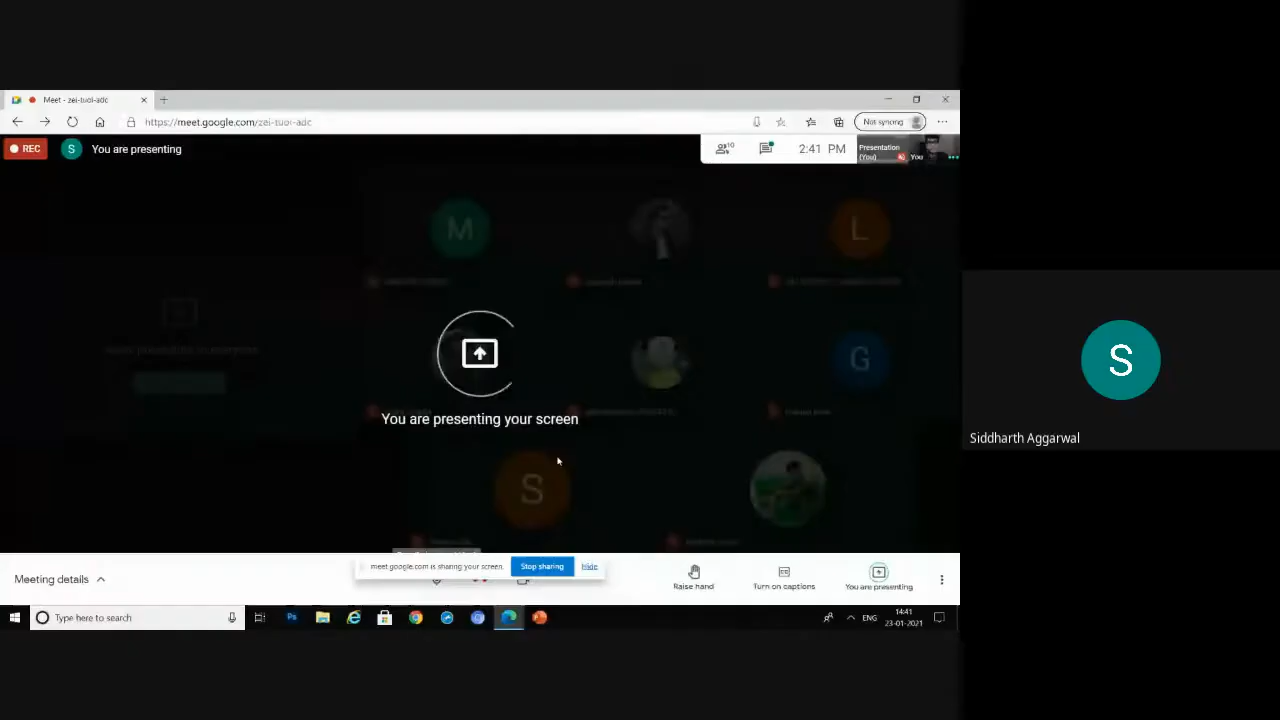 Meet - zei-tuoi-adc
https://meet.google.com/zei-tuoi-adc
Not syncing
REC
S
You are presenting
10
2:41 PM
Presentation
(You)
You
M
L
G
You are presenting your screen
S
S
Siddharth Aggarwal
Meeting details
meet.google.com is sharing your screen.
Stop sharing
Hide
Raise hand
Turn on captions
You are presenting
Type here to search
Ps
ENG
14:41
23-01-2021